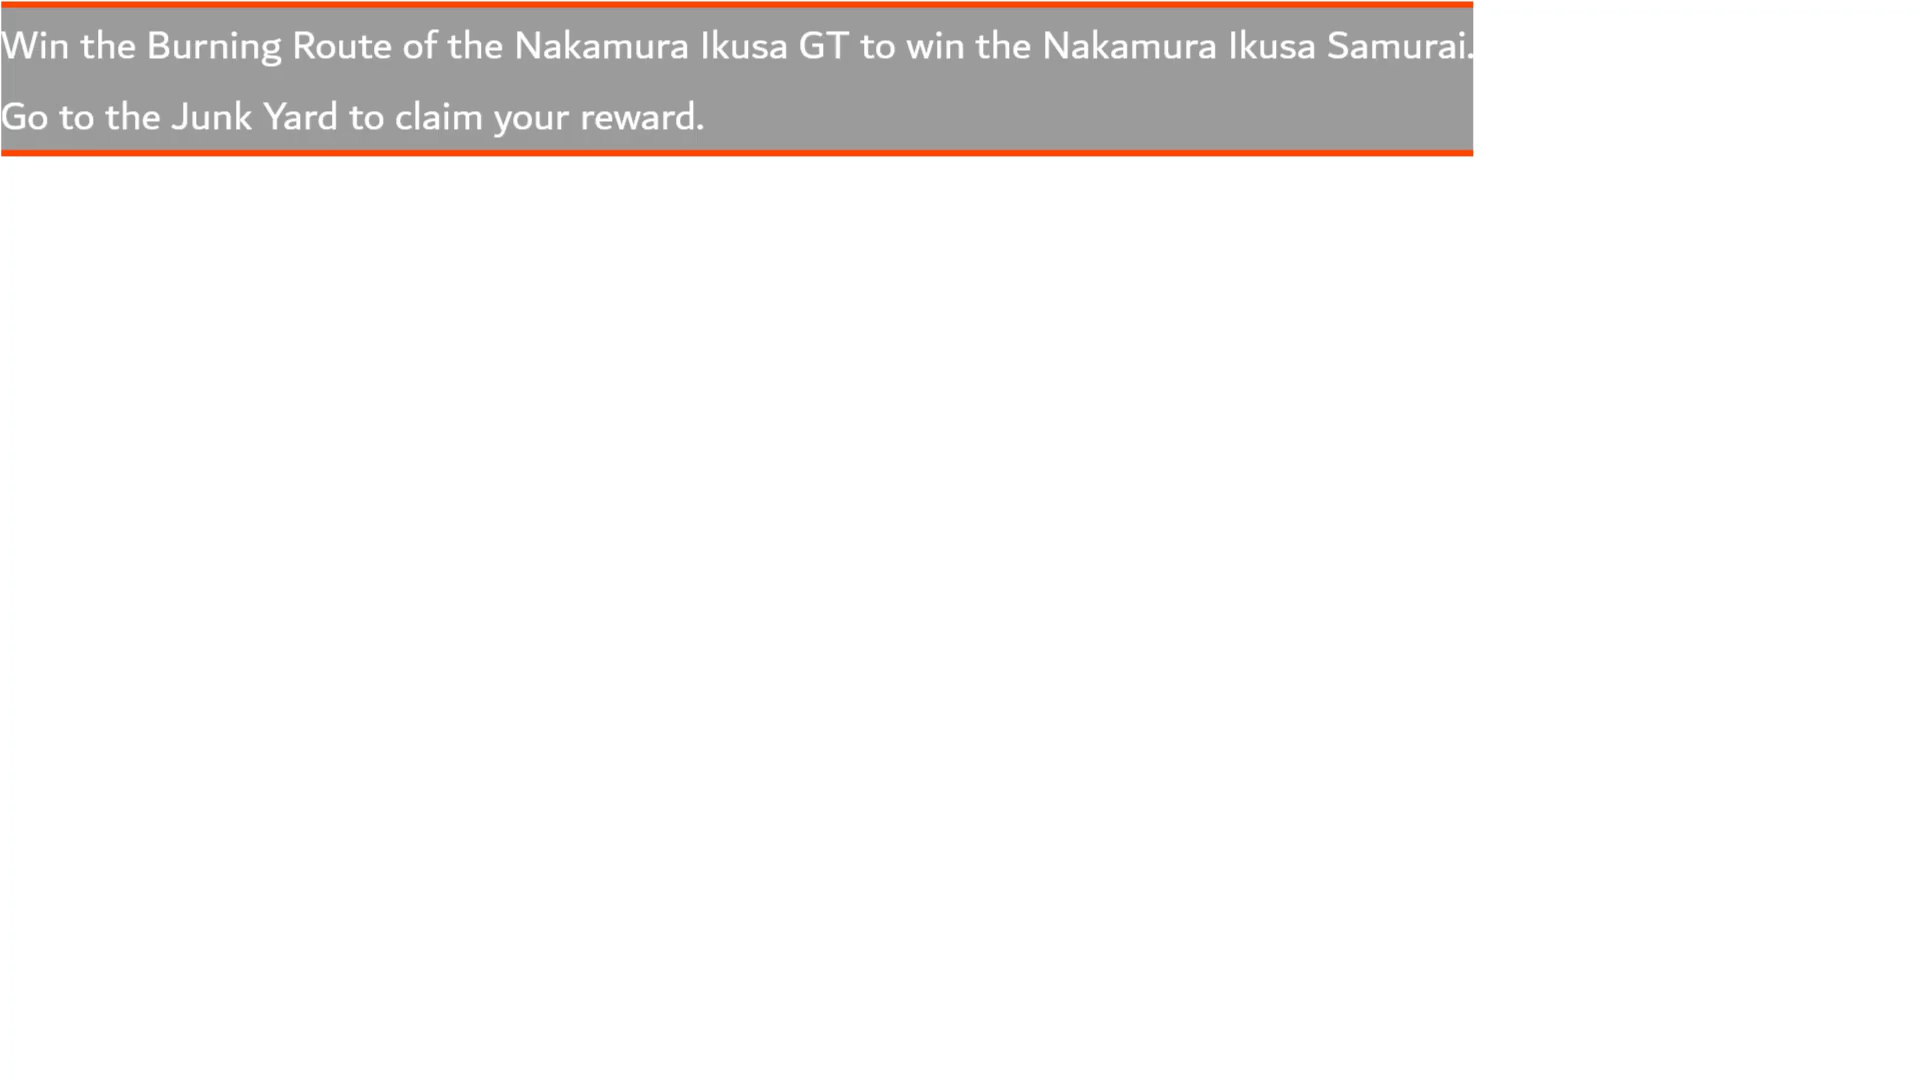 Win the Burning Route of the Nakamura Ikusa GT to win the Nakamura Ikusa Samurai.
Go to the Junk Yard to claim your reward.